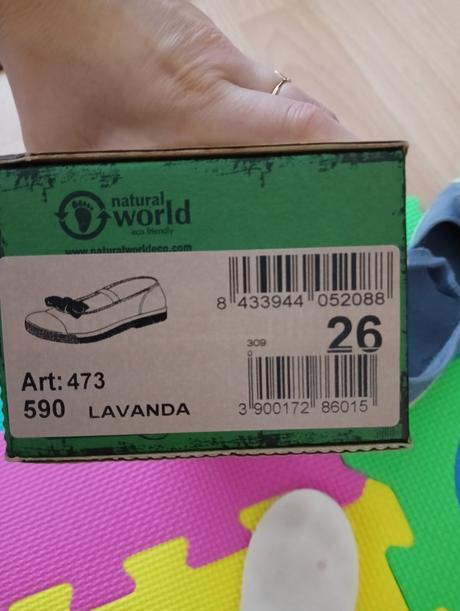 natural
world
eco friendly
www.naturalworldeco.com
8 433944 052088
26
309
0
Art: 473
590 LAVANDA
3 900172 86015